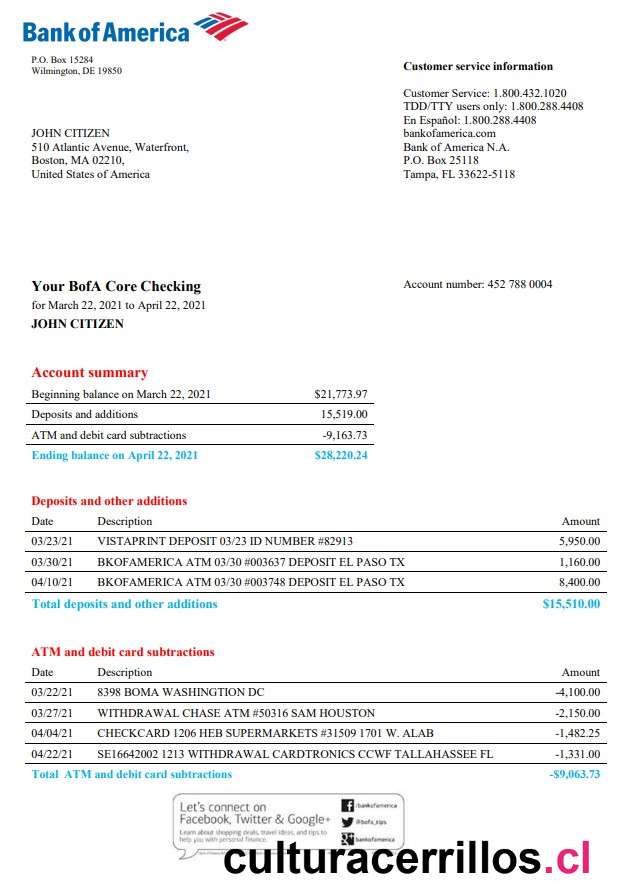 Bank of America
P.O. Box 15284
Wilmington, DE 19850
Customer service information
Customer Service: 1.800.432.1020
TDD/TTY users only: 1.800.288.4408
En Español: 1.800.288.4408
bankofamerica.com
Bank of America N.A.
P.O. Box 25118
Tampa, FL 33622-5118
JOHN CITIZEN
510 Atlantic Avenue, Waterfront,
Boston, MA 02210,
United States of America
Your BofA Core Checking
for March 22, 2021 to April 22, 2021
JOHN CITIZEN
Account number: 452 788 0004
Account summary
Beginning balance on March 22, 2021 $21,773.97
Deposits and additions 15,519.00
ATM and debit card subtractions -9,163.73
Ending balance on April 22, 2021 $28,220.24
Deposits and other additions
Date Description Amount
03/23/21 VISTAPRINT DEPOSIT 03/23 ID NUMBER #82913 5,950.00
03/30/21 BKOFAMERICA ATM 03/30 #003637 DEPOSIT EL PASO TX 1,160.00
04/10/21 BKOFAMERICA ATM 03/30 #003748 DEPOSIT EL PASO TX 8,400.00
Total deposits and other additions $15,510.00
ATM and debit card subtractions
Date Description Amount
03/22/21 8398 BOMA WASHINGTION DC -4,100.00
03/27/21 WITHDRAWAL CHASE ATM #50316 SAM HOUSTON -2,150.00
04/04/21 CHECKCARD 1206 HEB SUPERMARKETS #31509 1701 W. ALAB -1,482.25
04/22/21 SE16642002 1213 WITHDRAWAL CARDTRONICS CCWF TALLAHASSEE FL -1,331.00
Total ATM and debit card subtractions -$9,063.73
Let's connect on
Facebook, Twitter & Google+
Learn about shopping deals, travel ideas, and tips to
help you with personal finance.
/bankofamerica
@bofa_tips
bankofamerica
culturacerrillos.cl